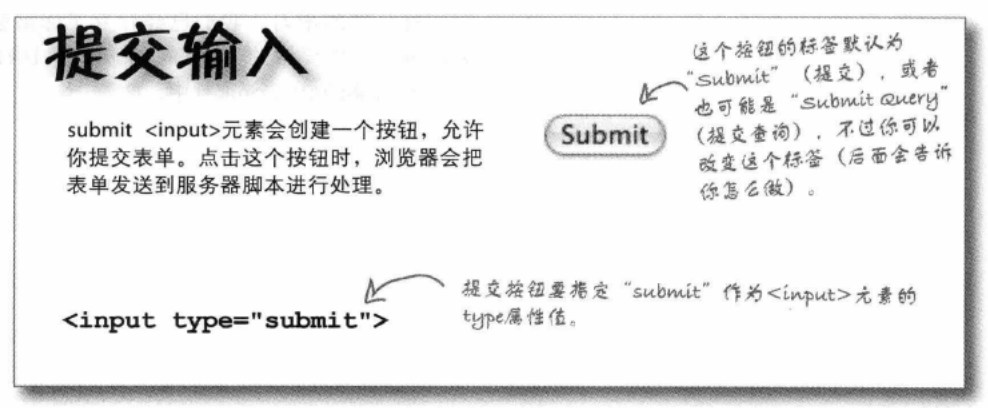 提交输入
submit <input>元素会创建一个按钮，允许
你提交表单。点击这个按钮时，浏览器会把
表单发送到服务器脚本进行处理。
Submit
这个按钮的标签默认为
“Submit”（提交），或者
也可能是“Submit Query”
（提交查询），不过你可以
改变这个标签（后面会告诉
你怎么做）。
提交按钮要指定“submit”作为<input>元素的
type属性值。
<input type="submit">